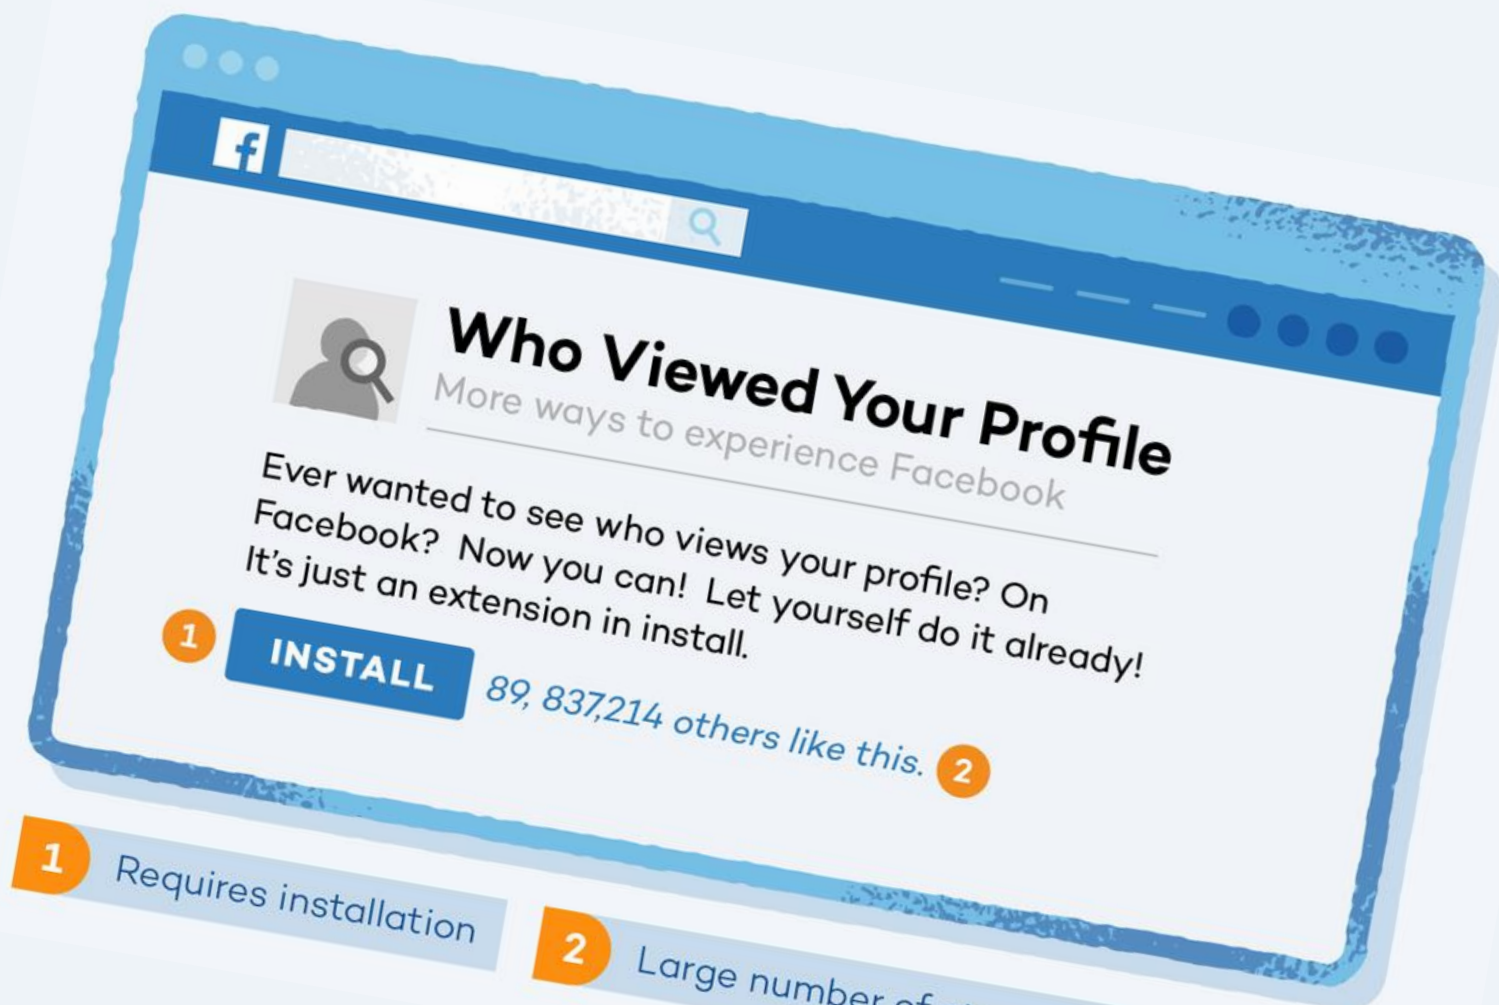 f
Who Viewed Your Profile
More ways to experience Facebook
Ever wanted to see who views your profile? On
Facebook? Now you can! Let yourself do it already!
It's just an extension in install.
1 INSTALL 89, 837,214 others like this. 2
1 Requires installation
2 Large number of